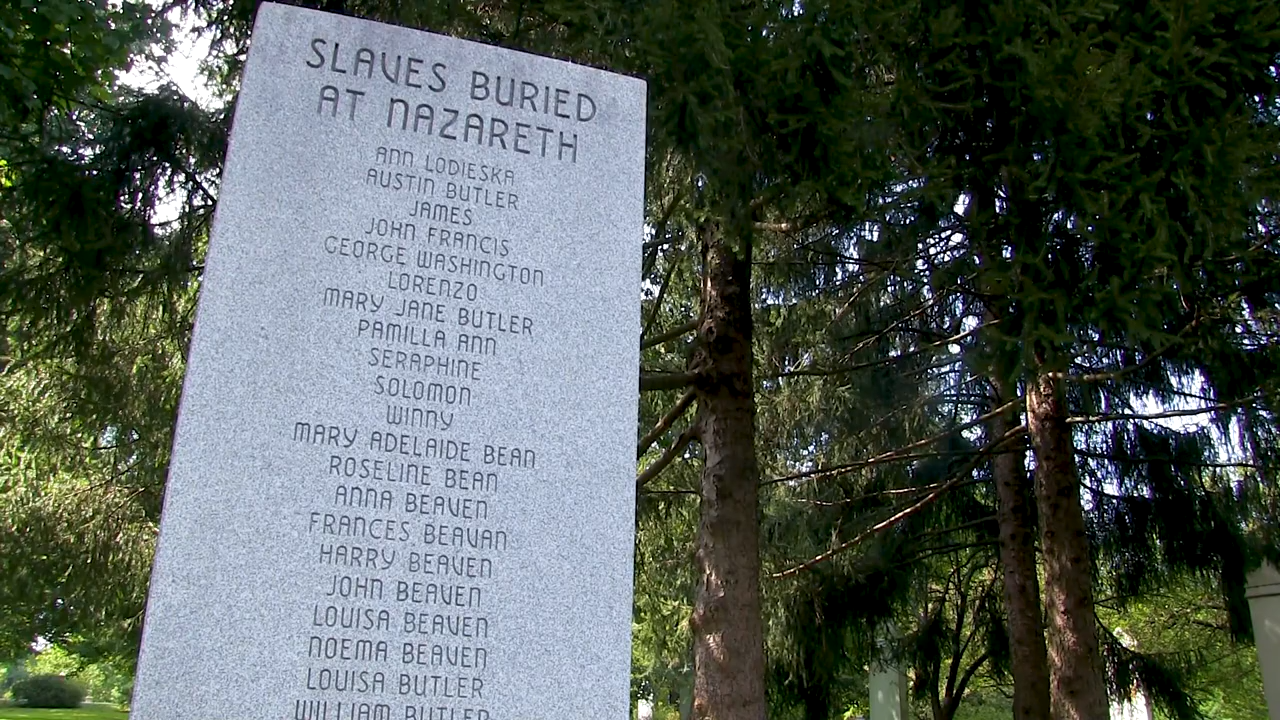 SLAVES BURIED
AT NAZARETH
ANN LODIESKA
AUSTIN BUTLER
JAMES
JOHN FRANCIS
GEORGE WASHINGTON
LORENZO
MARY JANE BUTLER
PAMILLA ANN
SERAPHINE
SOLOMON
WINNY
MARY ADELAIDE BEAN
ROSELINE BEAN
ANNA BEAVEN
FRANCES BEAVAN
HARRY BEAVEN
JOHN BEAVEN
LOUISA BEAVEN
NOEMA BEAVEN
LOUISA BUTLER
WILLIAM BUTLER